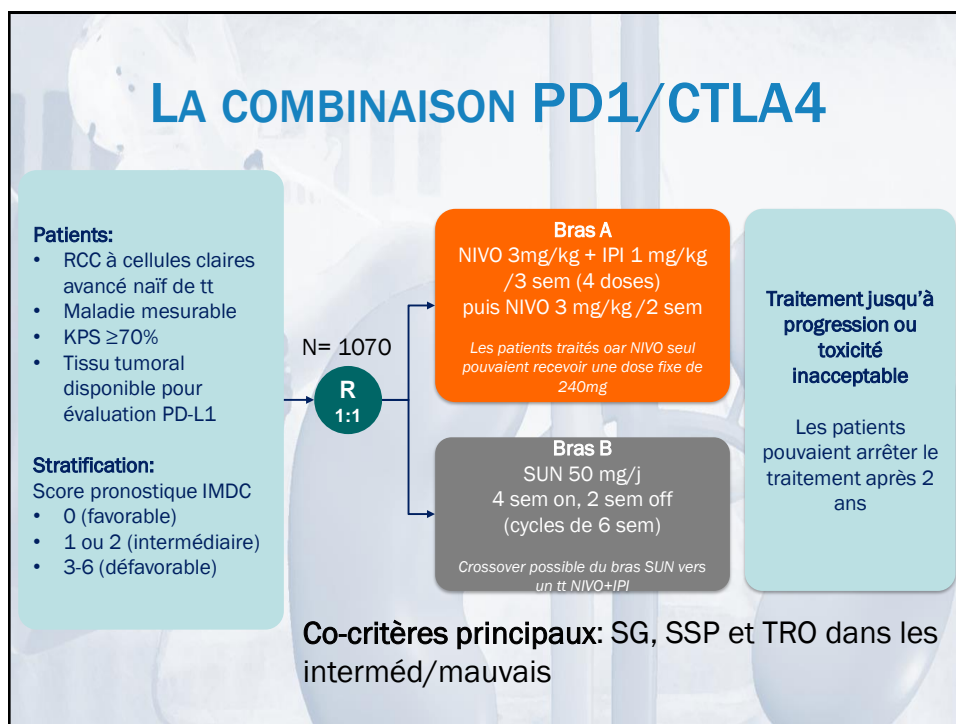 LA COMBINAISON PD1/CTLA4
Patients:
• RCC à cellules claires
avancé naïf de tt
• Maladie mesurable
• KPS ≥70%
• Tissu tumoral
disponible pour
évaluation PD-L1
Stratification:
Score pronostique IMDC
• 0 (favorable)
• 1 ou 2 (intermédiaire)
• 3-6 (défavorable)
N= 1070
R
1:1
Bras A
NIVO 3mg/kg + IPI 1 mg/kg
/3 sem (4 doses)
puis NIVO 3 mg/kg /2 sem
Les patients traités oar NIVO seul
pouvaient recevoir une dose fixe de
240mg
Bras B
SUN 50 mg/j
4 sem on, 2 sem off
(cycles de 6 sem)
Crossover possible du bras SUN vers
un tt NIVO+IPI
Traitement jusqu'à
progression ou
toxicité
inacceptable
Les patients
pouvaient arrêter le
traitement après 2
ans
Co-critères principaux: SG, SSP et TRO dans les
interméd/mauvais